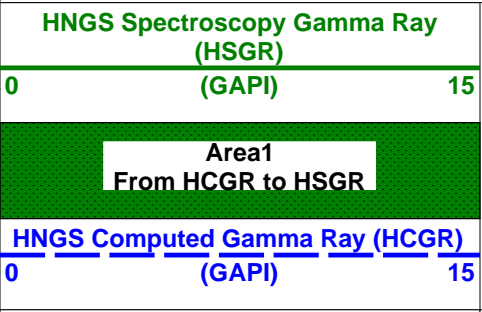 HNGS Spectroscopy Gamma Ray
(HSGR)
0 (GAPI) 15
Area1
From HCGR to HSGR
HNGS Computed Gamma Ray (HCGR)
0 (GAPI) 15